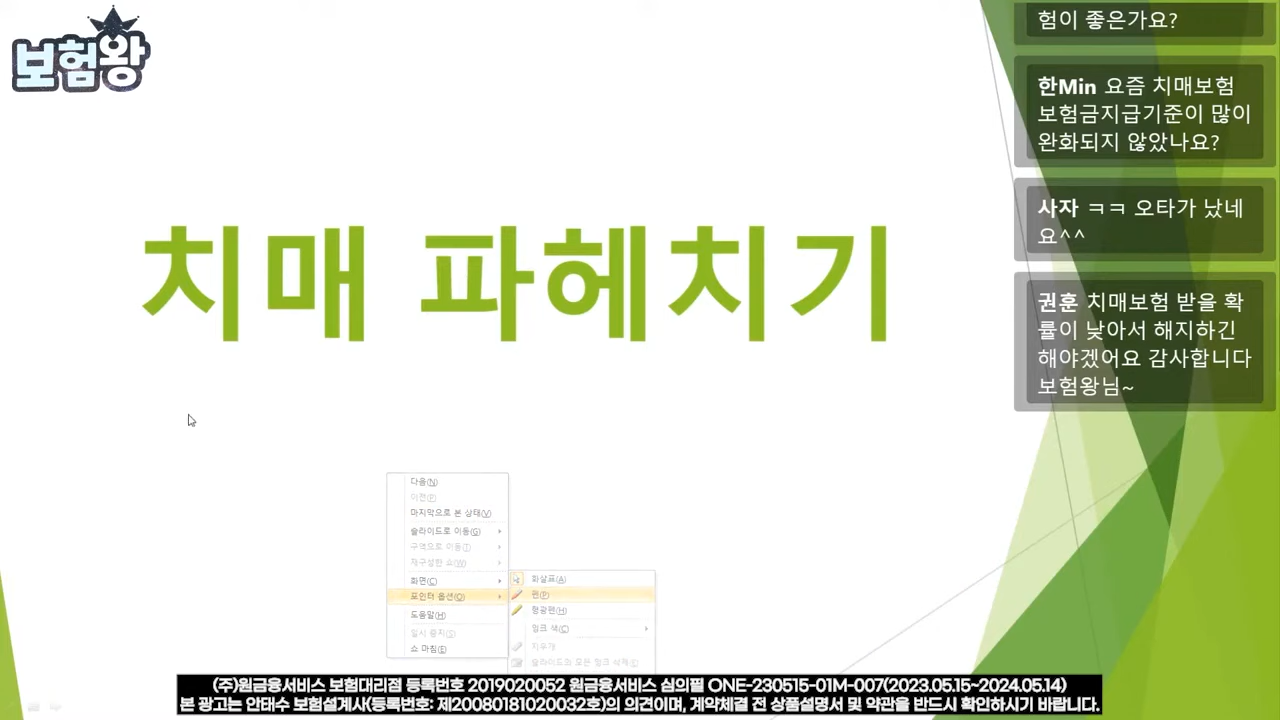 보험왕
치매 파헤치기
험이 좋은가요?
한Min 요즘 치매보험
보험금지급기준이 많이
완화되지 않았나요?
사자 ㅋㅋ 오타가 났네
요^^
권훈 치매보험 받을 확
률이 낮아서 해지하긴
해야겠어요 감사합니다
보험왕님~
다음(N)
이전(P)
마지막으로 본 상태(V)
슬라이드로 이동(G)
구역으로 이동(T)
재구성한 쇼(W)
화면(C)
포인터 옵션(O)
도움말(H)
일시 중지(S)
쇼 마침(E)
화살표(A)
펜(P)
형광펜(H)
잉크 색(C)
지우개
슬라이드의 모든 잉크 삭제(E)
(주)원금융서비스 보험대리점 등록번호 2019020052 원금융서비스 심의필 ONE-230515-01M-007(2023.05.15~2024.05.14)
본 광고는 안태수 보험설계사(등록번호: 제20080181020032호)의 의견이며, 계약체결 전 상품설명서 및 약관을 반드시 확인하시기 바랍니다.